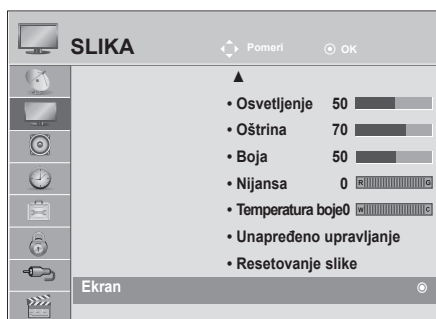 SLIKA Pomeri OK
▲
• Osvetljenje 50
• Oštrina 70
• Boja 50
• Nijansa 0 R G
• Temperatura boje0 W C
• Unapređeno upravljanje
• Resetovanje slike
Ekran